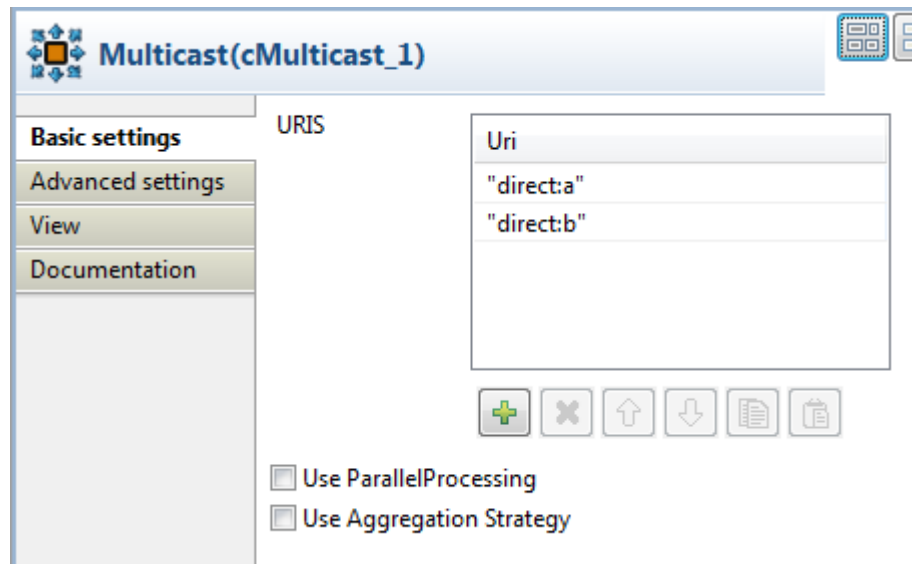 Multicast(cMulticast_1)
Basic settings
Advanced settings
View
Documentation
URIS
Uri
"direct:a"
"direct:b"
Use ParallelProcessing
Use Aggregation Strategy